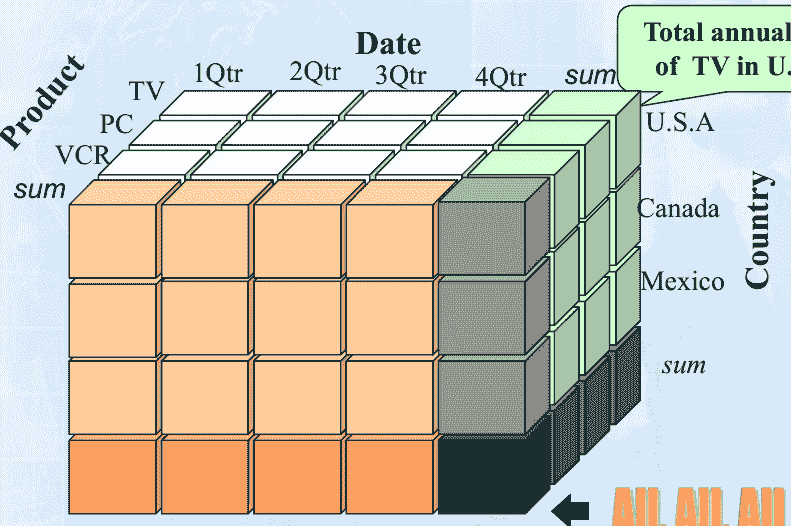 Date
Total annual
of TV in U.
Product
TV
1Qtr
2Qtr
3Qtr
4Qtr
sum
PC
U.S.A
VCR
sum
Canada
Country
Mexico
sum
All, All, All